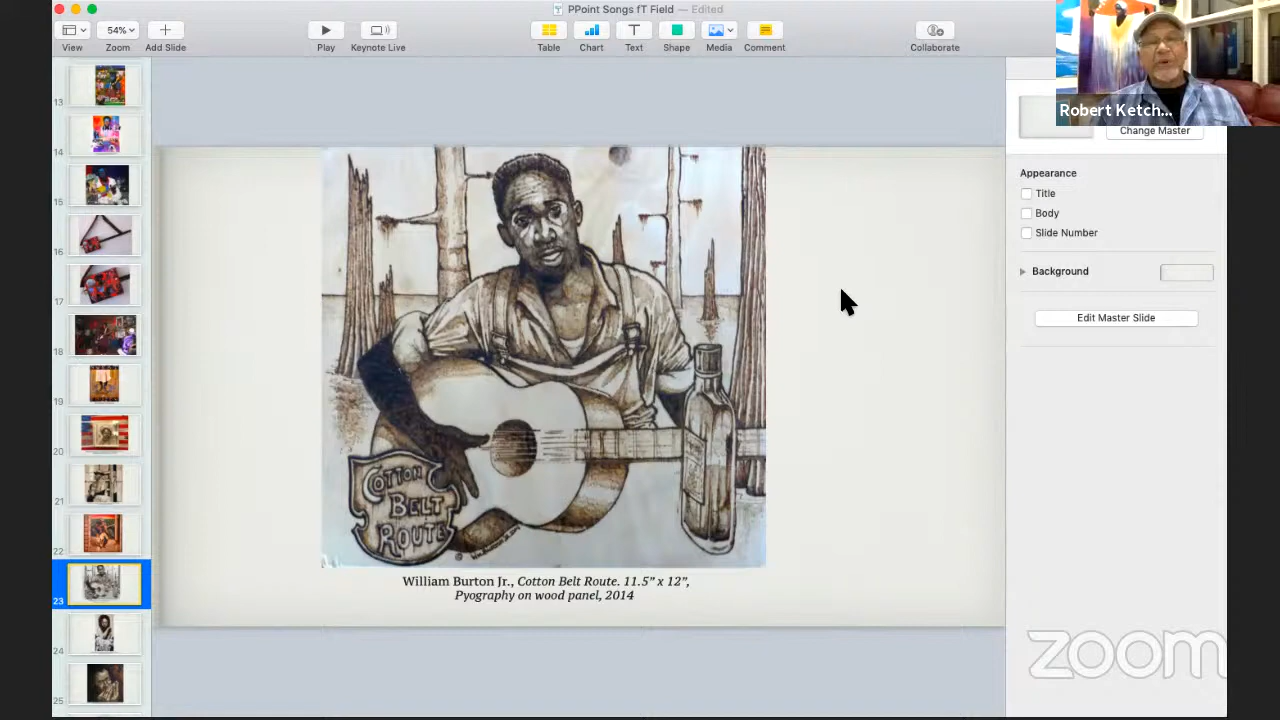 PPoint Songs fT Field — Edited
54%
View
Zoom
Add Slide
Play
Keynote Live
Table
Chart
Text
Shape
Media
Comment
Collaborate
Robert Ketch...
Change Master
Appearance
Title
Body
Slide Number
Background
Edit Master Slide
13
14
15
16
17
18
19
20
21
22
23
24
25
COTTON
BELT
ROUTE
William Burton Jr., Cotton Belt Route. 11.5” x 12”,
Pyography on wood panel, 2014
zoom